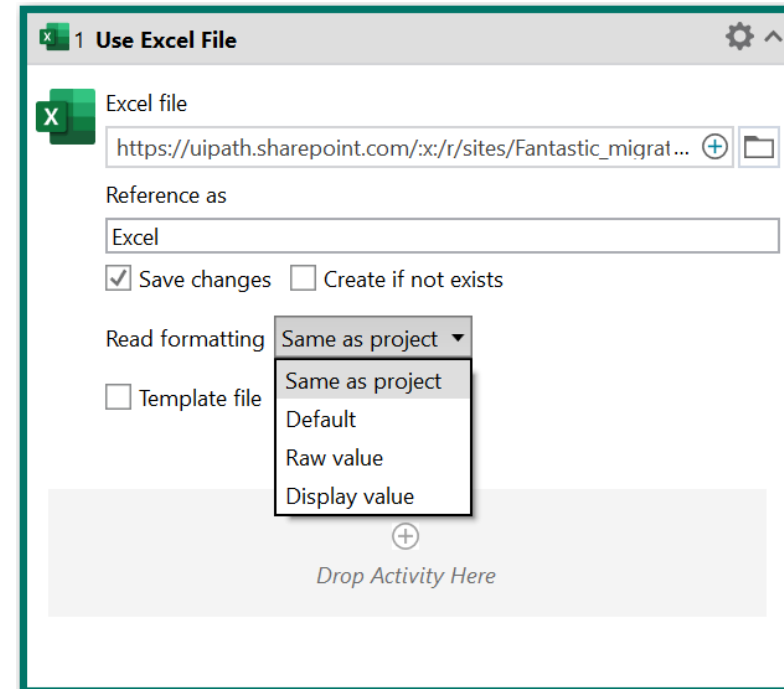 1 Use Excel File
Excel file
https://uipath.sharepoint.com/:x:/r/sites/Fantastic_migrat...
Reference as
Excel
Save changes Create if not exists
Read formatting Same as project
Same as project
Template file
Default
Raw value
Display value
Drop Activity Here